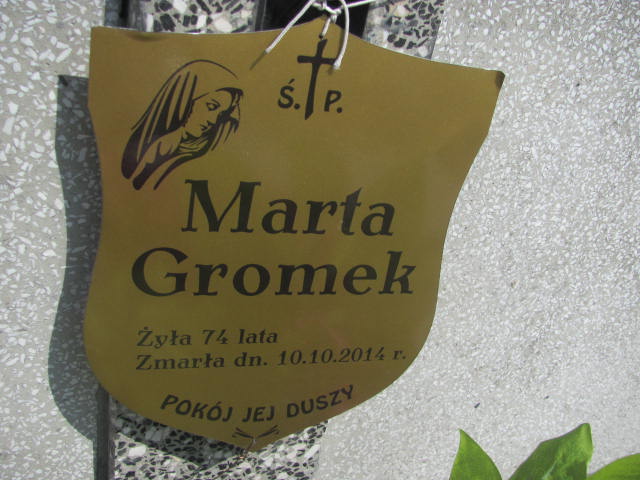 Ś. P.
Marta
Gromek
Żyła 74 lata
Zmarła dn. 10.10.2014 r.
POKÓJ JEJ DUSZY